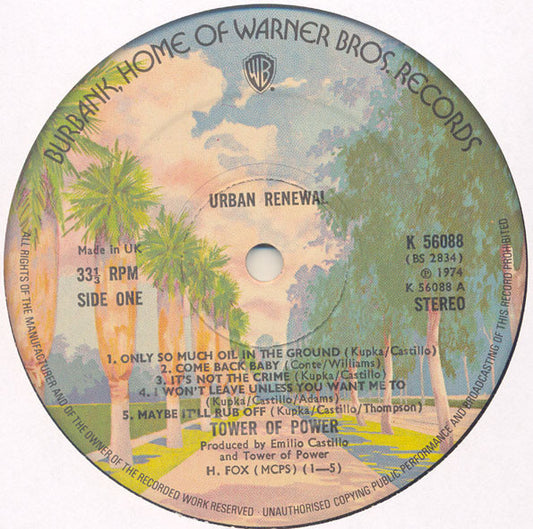 BURBANK, HOME OF WARNER BROS. RECORDS
WB
URBAN RENEWAL
Made in UK
33⅓ RPM
SIDE ONE
K 56088
(BS 2834)
℗ 1974
K 56088 A
STEREO
1. ONLY SO MUCH OIL IN THE GROUND (Kupka/Castillo)
2. COME BACK BABY (Conte/Williams)
3. IT'S NOT THE CRIME (Kupka/Castillo)
4. I WON'T LEAVE UNLESS YOU WANT ME TO
(Kupka/Castillo/Adams)
5. MAYBE IT'LL RUB OFF (Kupka/Castillo/Thompson)
TOWER OF POWER
Produced by Emilio Castillo
and Tower of Power
H. FOX (MCPS) (1—5)
ALL RIGHTS OF THE MANUFACTURER AND OF THE OWNER OF THE RECORDED WORK RESERVED · UNAUTHORISED COPYING PUBLIC PERFORMANCE AND BROADCASTING OF THIS RECORD PROHIBITED